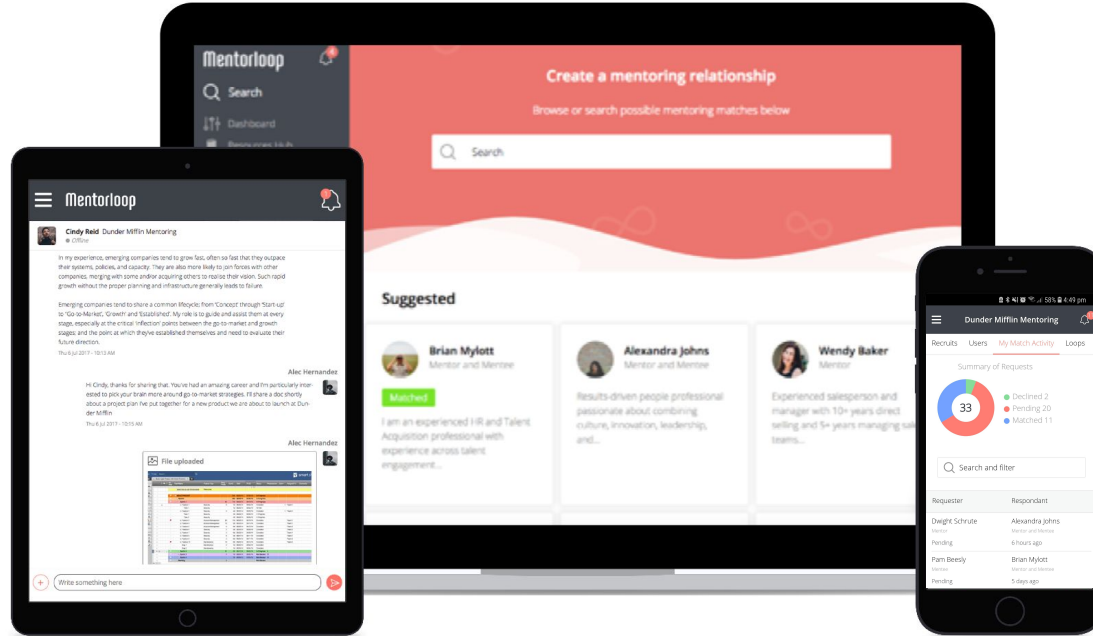 Mentorloop
4
Search
Dashboard
Resources Hub
Create a mentoring relationship
Browse or search possible mentoring matches below
Search
Suggested
Brian Mylott
Mentor and Mentee
Matched
I am an experienced HR and Talent
Acquisition professional with
experience across talent
engagement...
Alexandra Johns
Mentor and Mentee
Results-driven people professional
passionate about combining
culture, innovation, leadership,
and...
Wendy Baker
Mentor
Experienced salesperson and
manager with 10+ years direct
selling and 5+ years managing sales
teams...
Mentorloop
1
Cindy Reid Dunder Mifflin Mentoring
Offline
In my experience, emerging companies tend to grow fast, often so fast that they outpace
their systems, policies, and capacity. They are also more likely to join forces with other
companies, merging with some and/or acquiring others to realise their vision. Such rapid
growth without the proper planning and infrastructure generally leads to failure.
Emerging companies tend to share a common lifecycle; from 'Concept' through 'Start-up'
to 'Go-to-Market', 'Growth' and 'Established'. My role is to guide and assist them at every
stage, especially at the critical 'inflection' points between the go-to-market and growth
stages; and the point at which they've established themselves and need to evaluate their
future direction.
Thu 6 Jul 2017 - 10:13 AM
Alec Hernandez
Hi Cindy, thanks for sharing that. You've had an amazing career and I'm particularly inter-
ested to pick your brain more around go-to-market strategies. I'll share a doc shortly
about a project plan I've put together for a new product we are about to launch at Dun-
der Mifflin
Thu 6 Jul 2017 - 10:15 AM
Alec Hernandez
File uploaded
Write something here
58% 4:49 pm
Dunder Mifflin Mentoring
Recruits Users My Match Activity Loops
Summary of Requests
33
Declined 2
Pending 20
Matched 11
Search and filter
Requester Respondant
Dwight Schrute Alexandra Johns
Mentor Mentor and Mentee
Pending 6 hours ago
Pam Beesly Brian Mylott
Mentee Mentor and Mentee
Pending 5 days ago